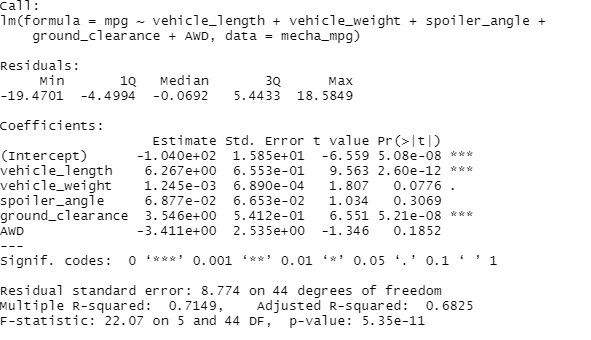 Call:
lm(formula = mpg ~ vehicle_length + vehicle_weight + spoiler_angle +
    ground_clearance + AWD, data = mecha_mpg)

Residuals:
     Min       1Q   Median       3Q      Max
-19.4701  -4.4994  -0.0692   5.4433  18.5849

Coefficients:
                   Estimate Std. Error t value Pr(>|t|)
(Intercept)      -1.040e+02  1.585e+01  -6.559 5.08e-08 ***
vehicle_length    6.267e+00  6.553e-01   9.563 2.60e-12 ***
vehicle_weight    1.245e-03  6.890e-04   1.807   0.0776 .
spoiler_angle     6.877e-02  6.653e-02   1.034   0.3069
ground_clearance  3.546e+00  5.412e-01   6.551 5.21e-08 ***
AWD              -3.411e+00  2.535e+00  -1.346   0.1852
---
Signif. codes:  0 ‘***’ 0.001 ‘**’ 0.01 ‘*’ 0.05 ‘.’ 0.1 ‘ ’ 1

Residual standard error: 8.774 on 44 degrees of freedom
Multiple R-squared:  0.7149,    Adjusted R-squared:  0.6825
F-statistic: 22.07 on 5 and 44 DF,  p-value: 5.35e-11